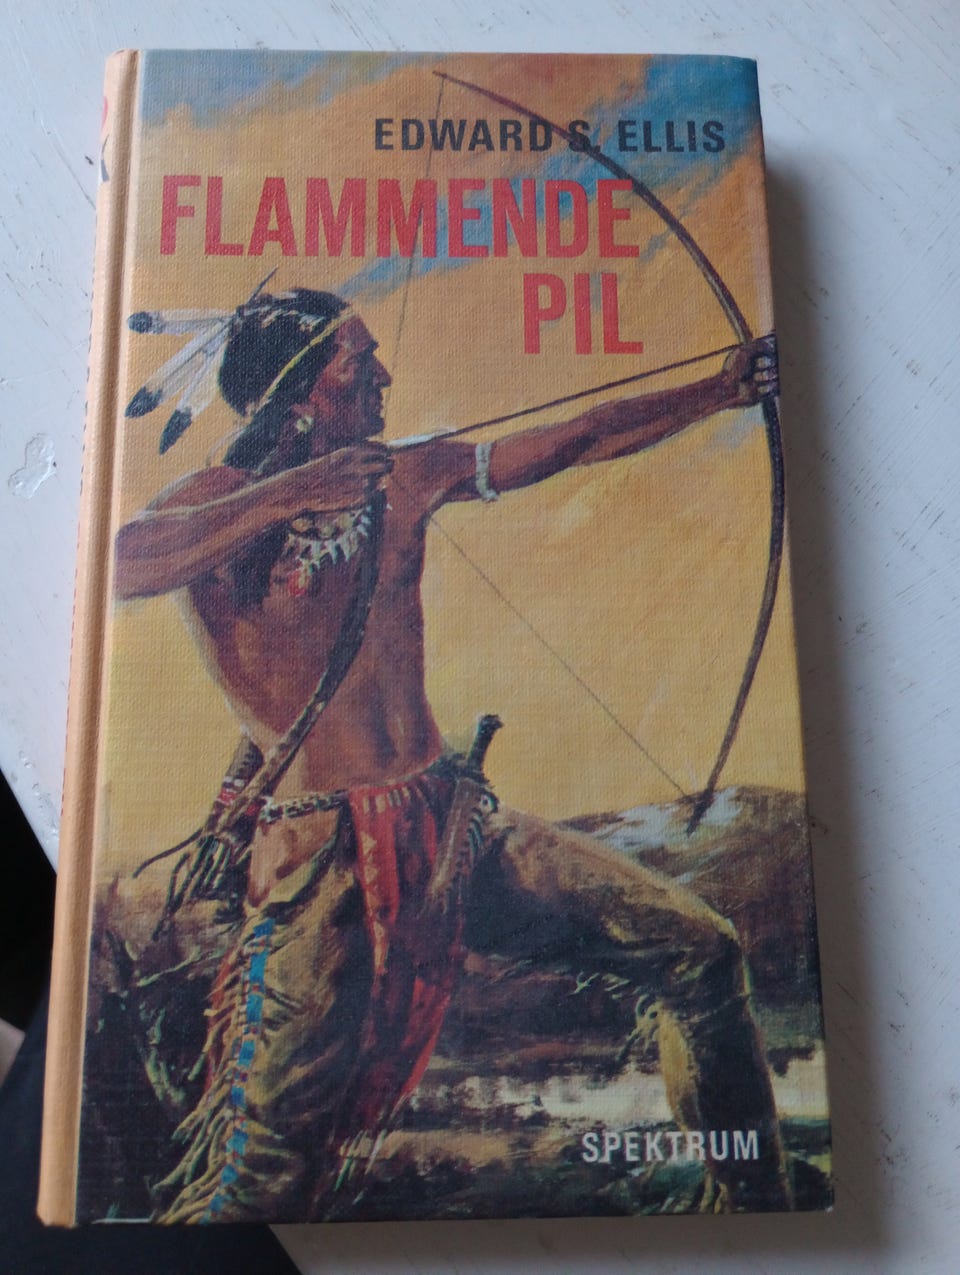 EDWARD S. ELLIS
FLAMMENDE
PIL
SPEKTRUM